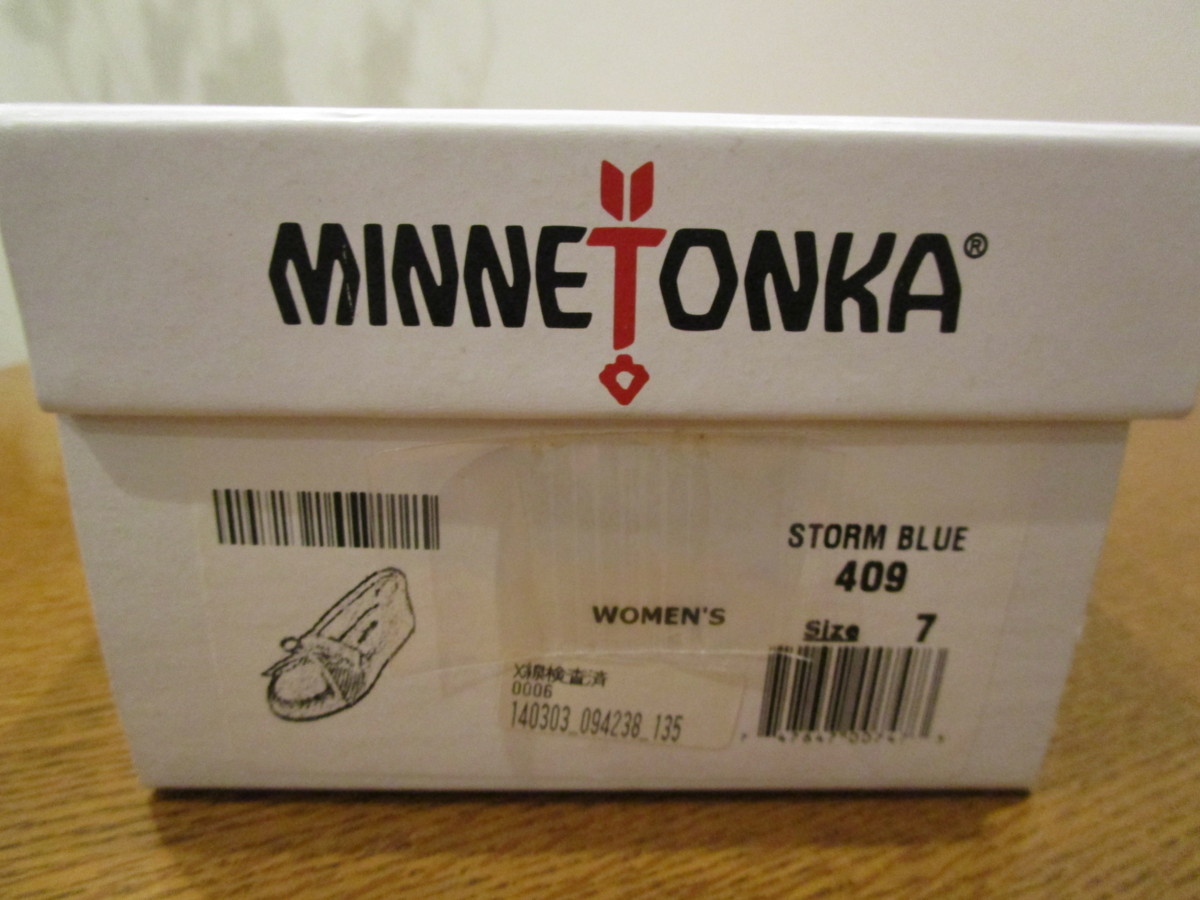 MINNETONKA®
STORM BLUE
409
WOMEN'S
Size 7
X線検査済
0006
140303_094238_135